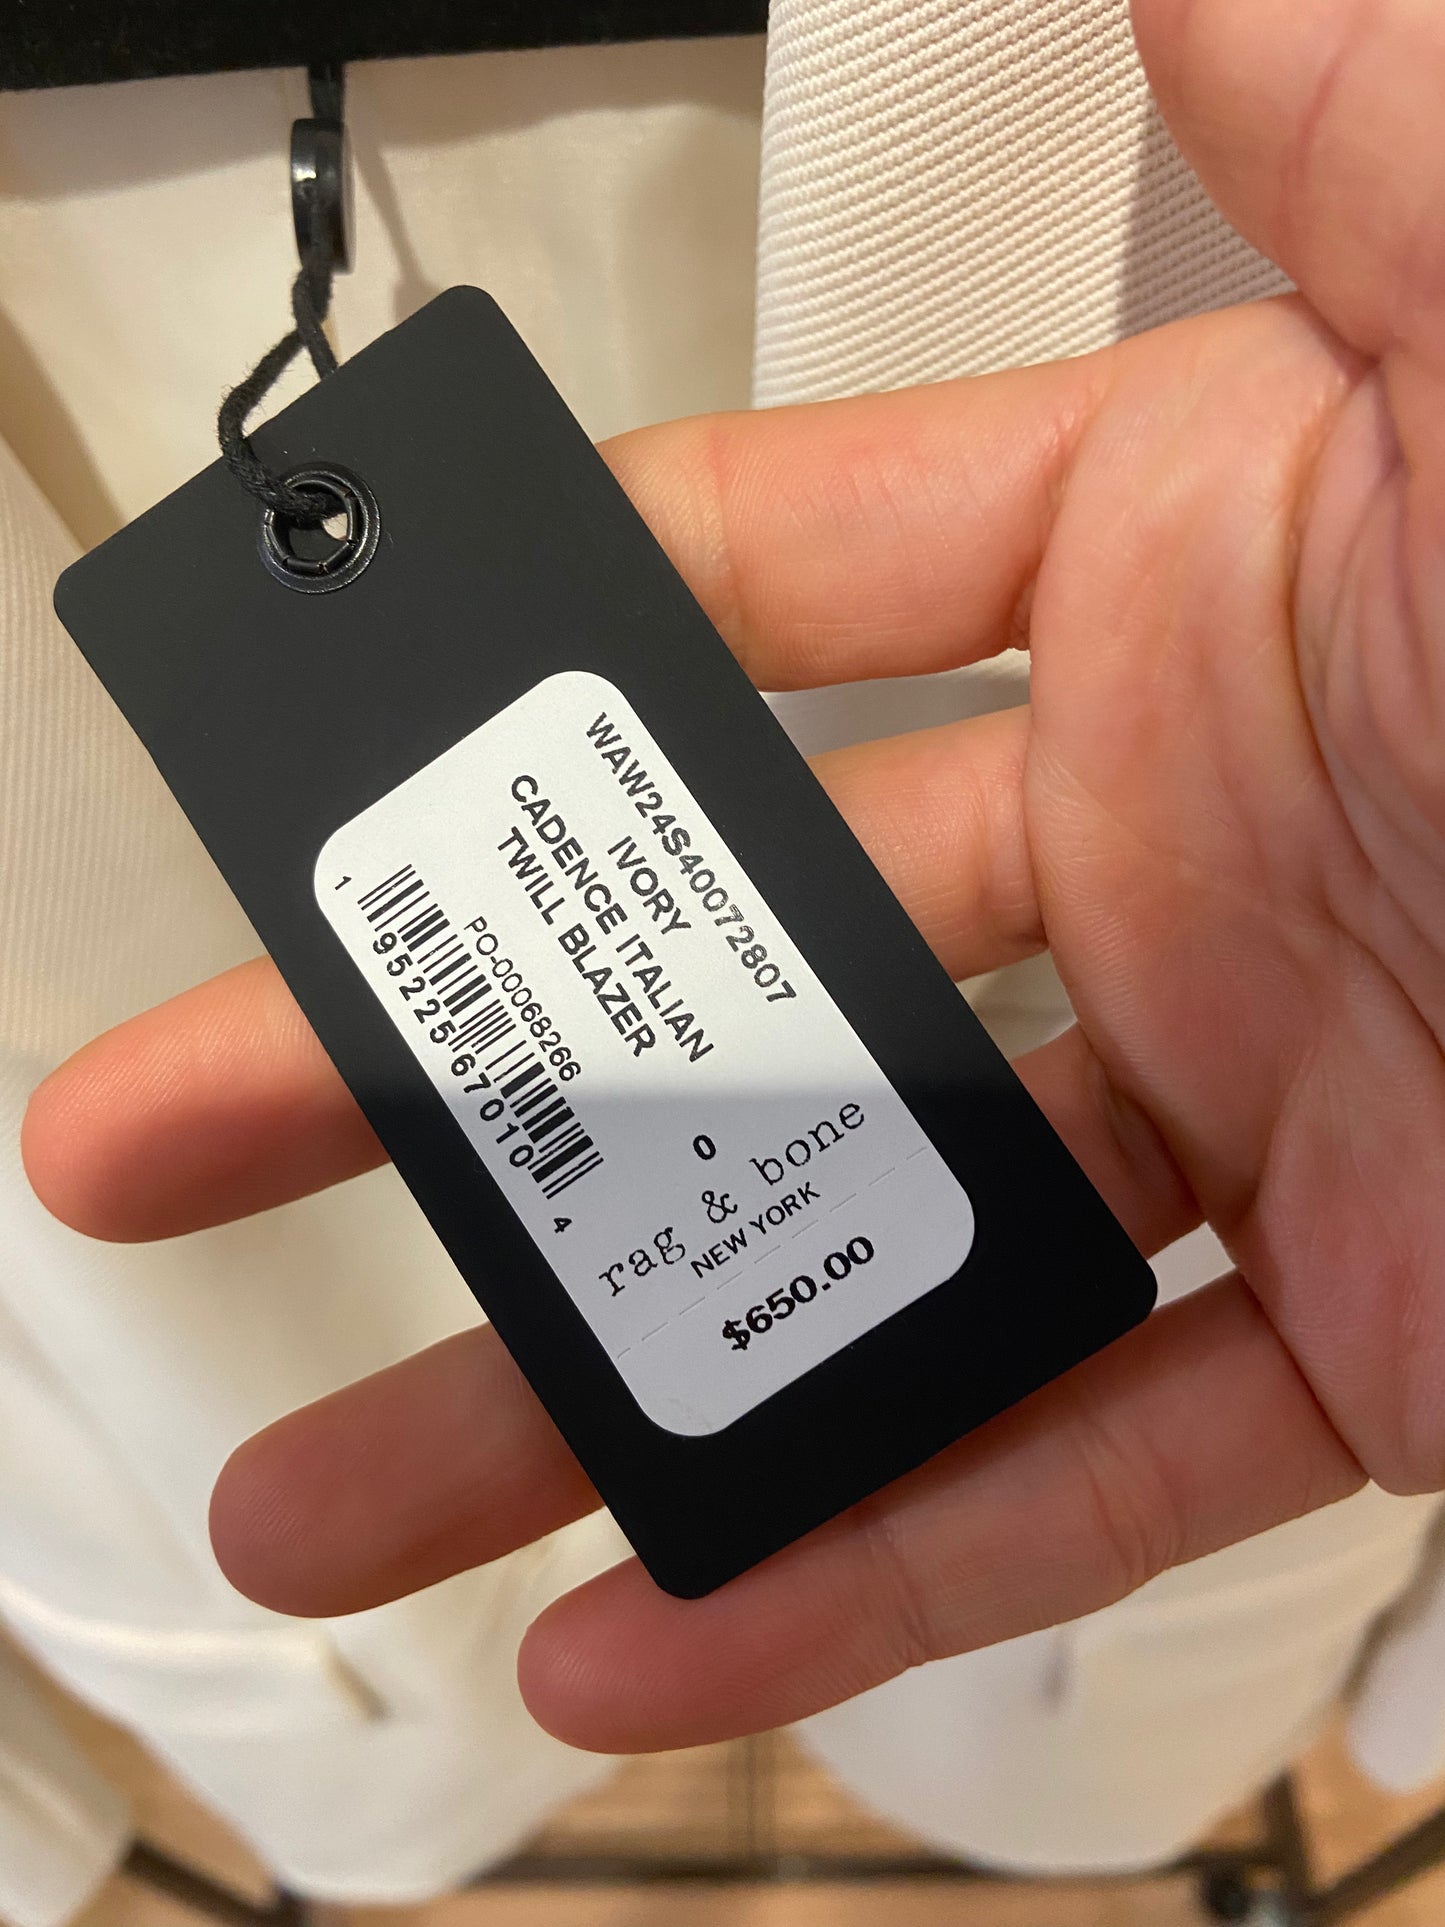 WAW24S40072807
IVORY
CADENCE ITALIAN
TWILL BLAZER
PO-00068266
1 95225 67010 4
0
rag & bone
NEW YORK
$650.00